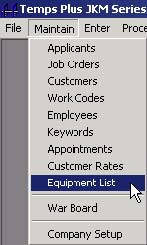 Temps Plus JKM Series
File Maintain Enter Proce
Applicants
Job Orders
Customers
Work Codes
Employees
Keywords
Appointments
Customer Rates
Equipment List
War Board
Company Setup